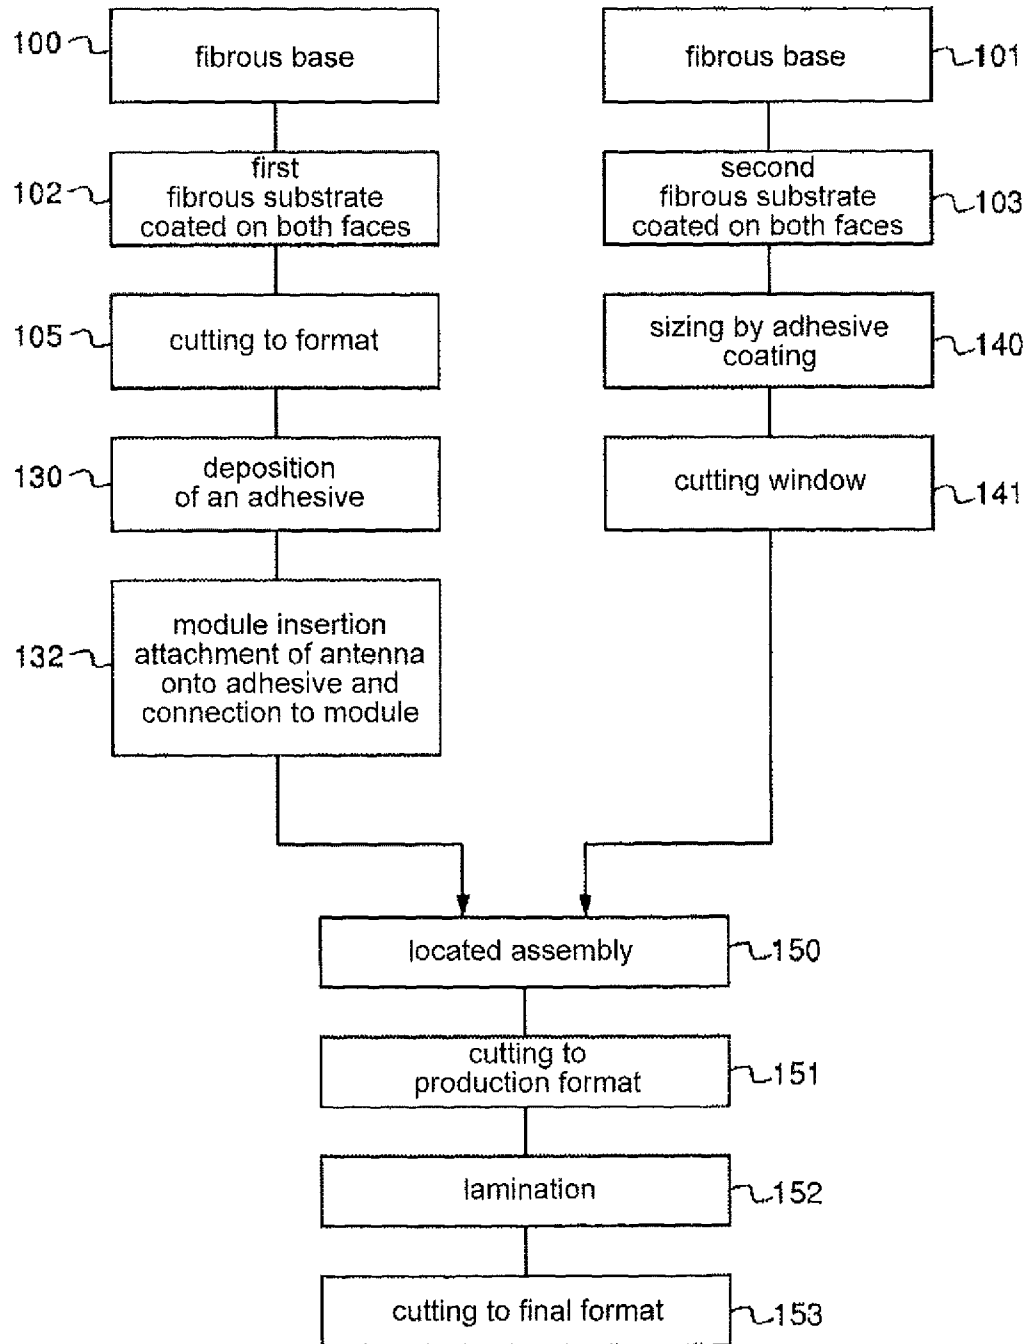 100
fibrous base
fibrous base
101
102
first
fibrous substrate
coated on both faces
second
fibrous substrate
coated on both faces
103
105
cutting to format
sizing by adhesive
coating
140
130
deposition
of an adhesive
cutting window
141
132
module insertion
attachment of antenna
onto adhesive and
connection to module
located assembly
150
cutting to
production format
151
lamination
152
cutting to final format
153